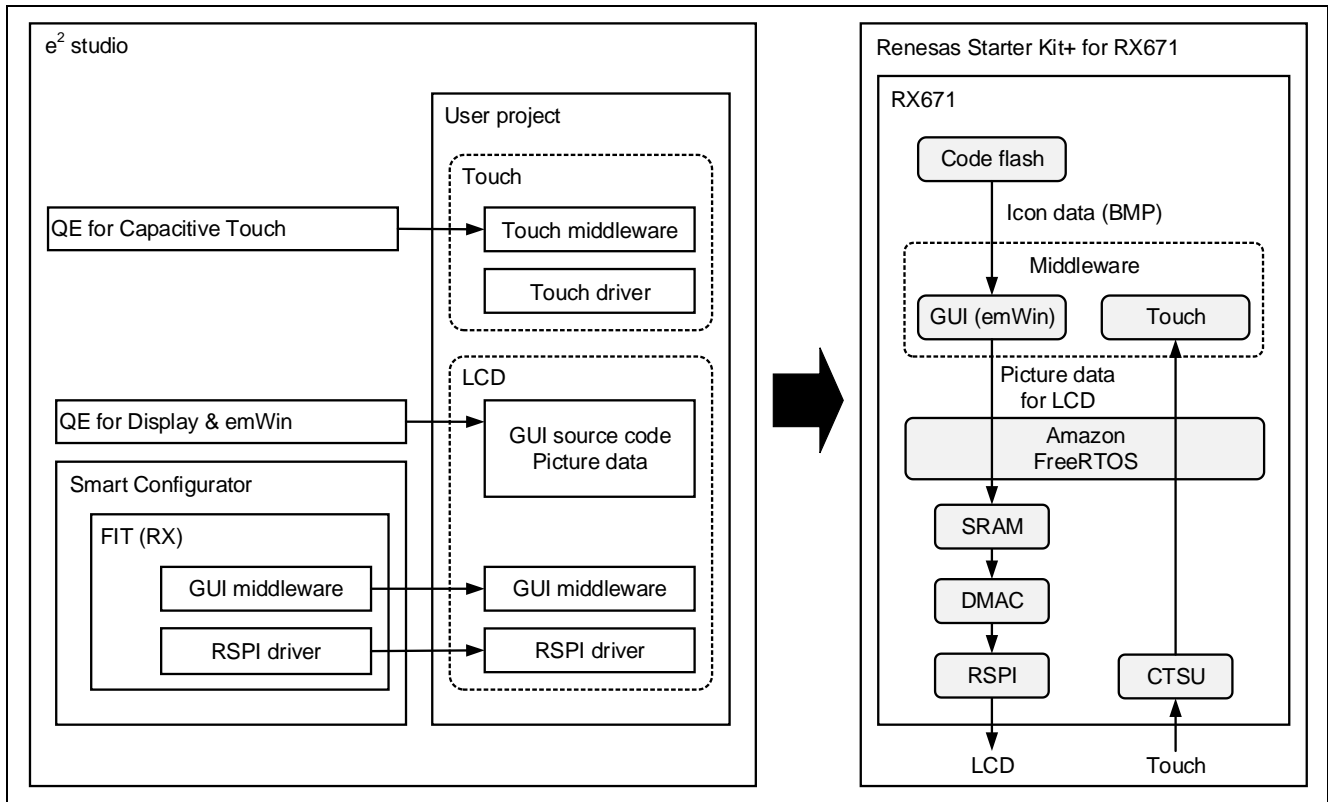 e² studio
User project
Touch
QE for Capacitive Touch
Touch middleware
Touch driver
LCD
QE for Display & emWin
GUI source code
Picture data
Smart Configurator
FIT (RX)
GUI middleware
GUI middleware
RSPI driver
RSPI driver
Renesas Starter Kit+ for RX671
RX671
Code flash
Icon data (BMP)
Middleware
GUI (emWin)
Touch
Picture data
for LCD
Amazon
FreeRTOS
SRAM
DMAC
RSPI
CTSU
LCD
Touch